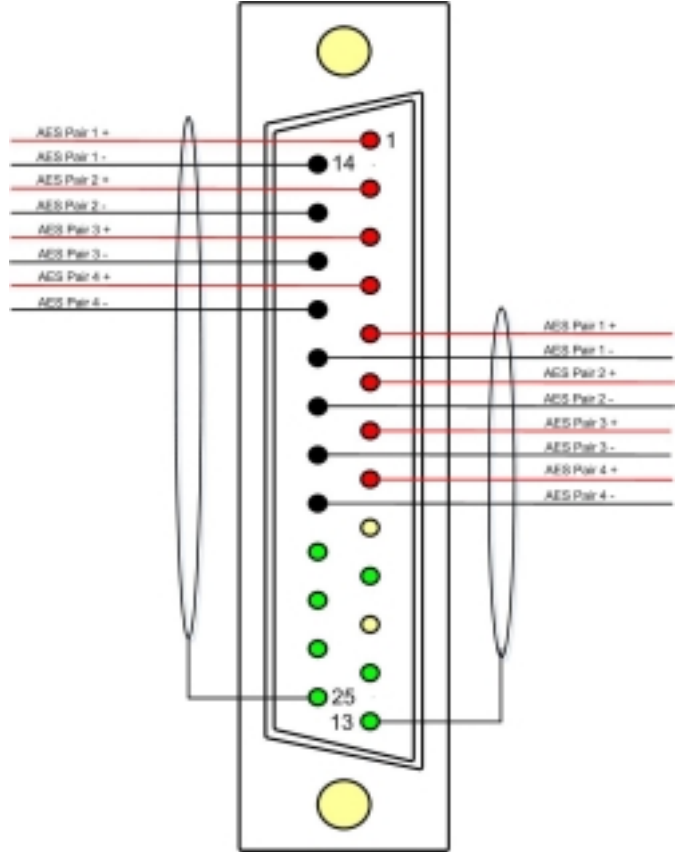 AES Pair 1 +
1
AES Pair 1 -
14
AES Pair 2 +
AES Pair 2 -
AES Pair 3 +
AES Pair 3 -
AES Pair 4 +
AES Pair 4 -
AES Pair 1 +
AES Pair 1 -
AES Pair 2 +
AES Pair 2 -
AES Pair 3 +
AES Pair 3 -
AES Pair 4 +
AES Pair 4 -
25
13